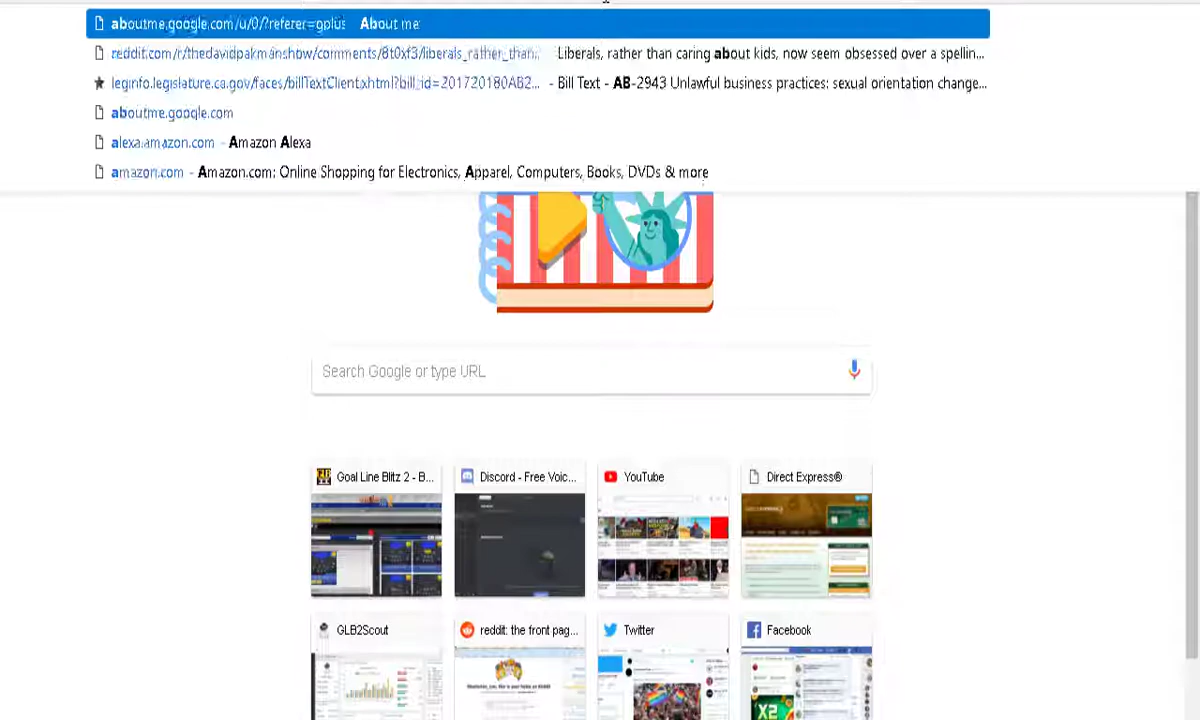 aboutme.google.com/u/0/?referer=gplus About me
reddit.com/r/thedavidpakmanshow/comments/8t0xf3/liberals_rather_than... Liberals, rather than caring about kids, now seem obsessed over a spellin...
leginfo.legislature.ca.gov/faces/billTextClient.xhtml?bill_id=201720180AB2... - Bill Text - AB-2943 Unlawful business practices: sexual orientation change...
aboutme.google.com
alexa.amazon.com - Amazon Alexa
amazon.com - Amazon.com: Online Shopping for Electronics, Apparel, Computers, Books, DVDs & more
Search Google or type URL
Goal Line Blitz 2 - B...
Discord - Free Voic...
YouTube
Direct Express®
GLB2Scout
reddit: the front pag...
Twitter
Facebook
X2